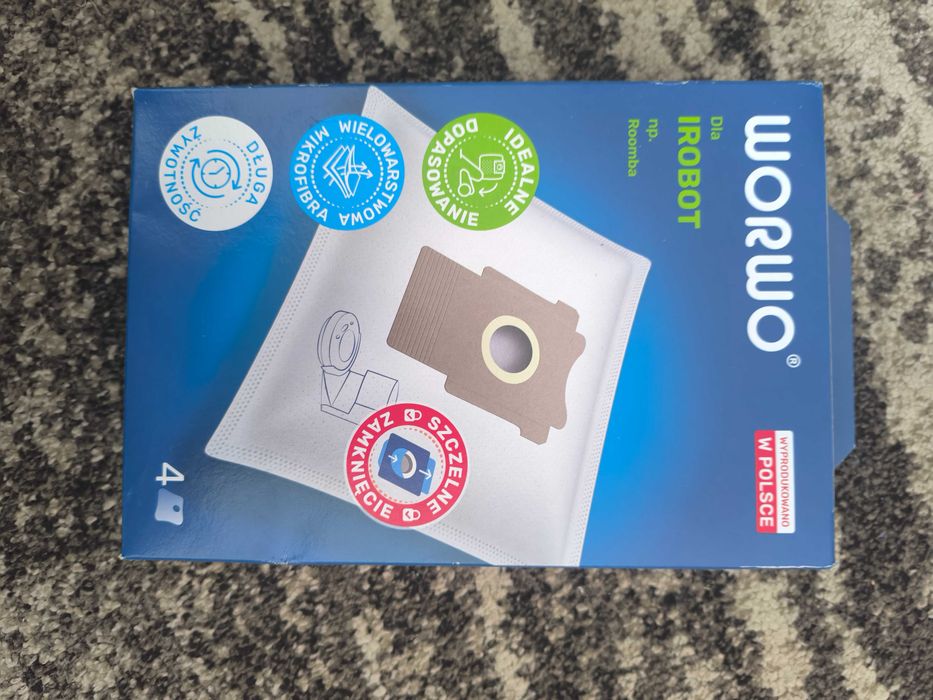 WORWO®
Dla
IROBOT
np.
Roomba
WYPRODUKOWANO
W POLSCE
IDEALNE
DOPASOWANIE
WIELOWARSTWOWA
MIKROFIBRA
DŁUGA
ŻYWOTNOŚĆ
SZCZELNE
ZAMKNIĘCIE
4